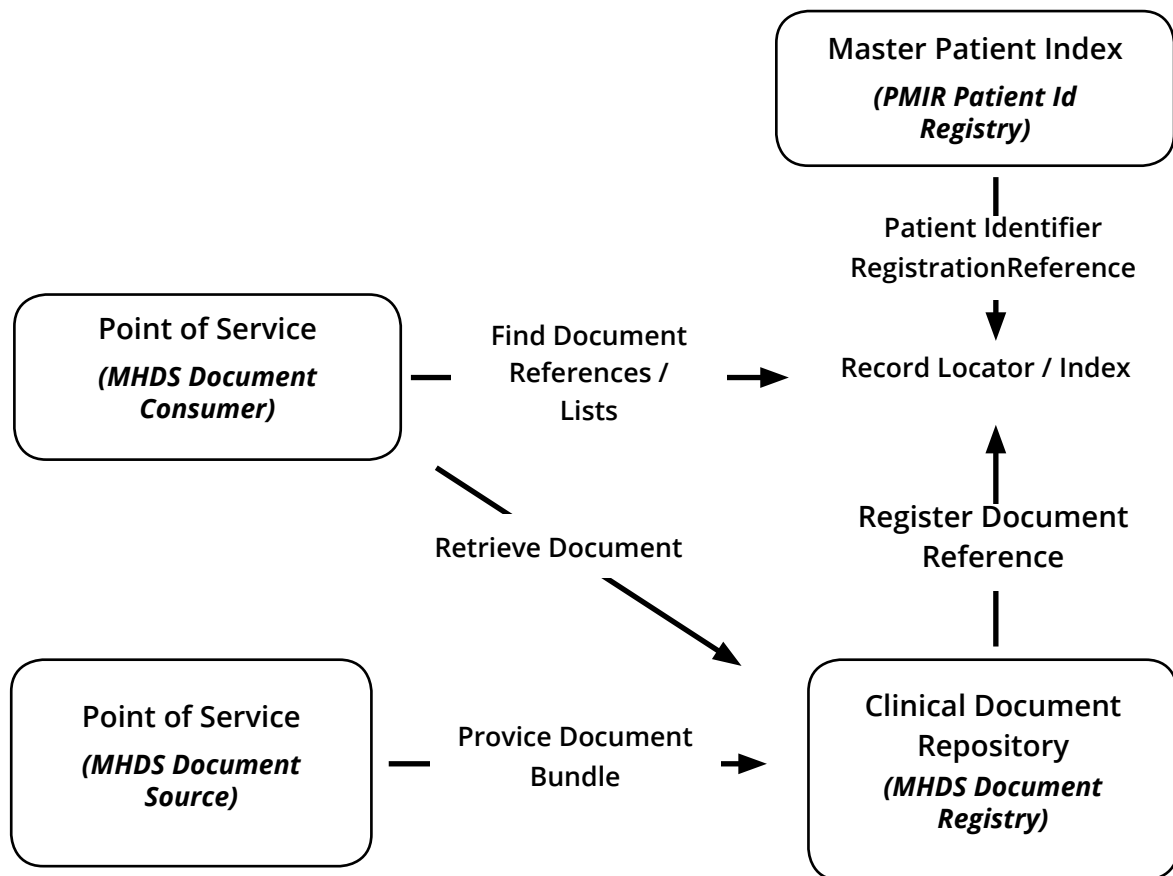 Master Patient Index
(PMIR Patient Id
Registry)
Patient Identifier
RegistrationReference
Point of Service
(MHDS Document
Consumer)
Find Document
References /
Lists
Record Locator / Index
Retrieve Document
Register Document
Reference
Point of Service
(MHDS Document
Source)
Provice Document
Bundle
Clinical Document
Repository
(MHDS Document
Registry)